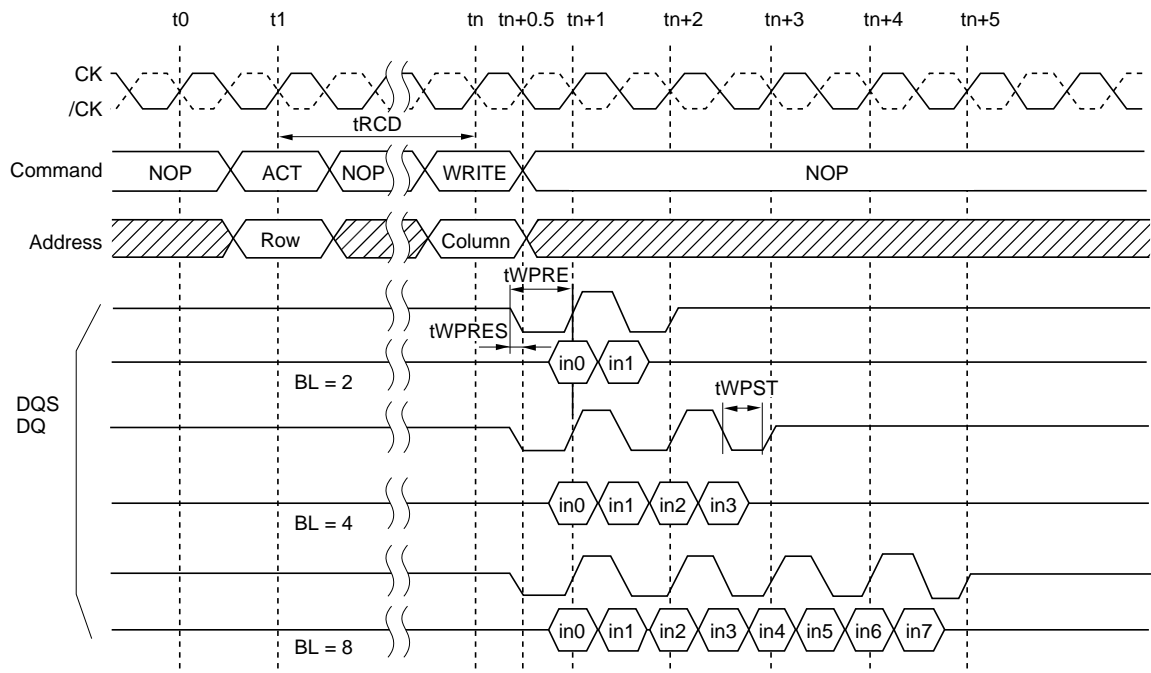 t0 t1 tn tn+0.5 tn+1 tn+2 tn+3 tn+4 tn+5
CK
/CK
tRCD
Command NOP ACT NOP WRITE NOP
Address Row Column
tWPRE
tWPRES
in0 in1
BL = 2
tWPST
DQS
DQ
in0 in1 in2 in3
BL = 4
in0 in1 in2 in3 in4 in5 in6 in7
BL = 8